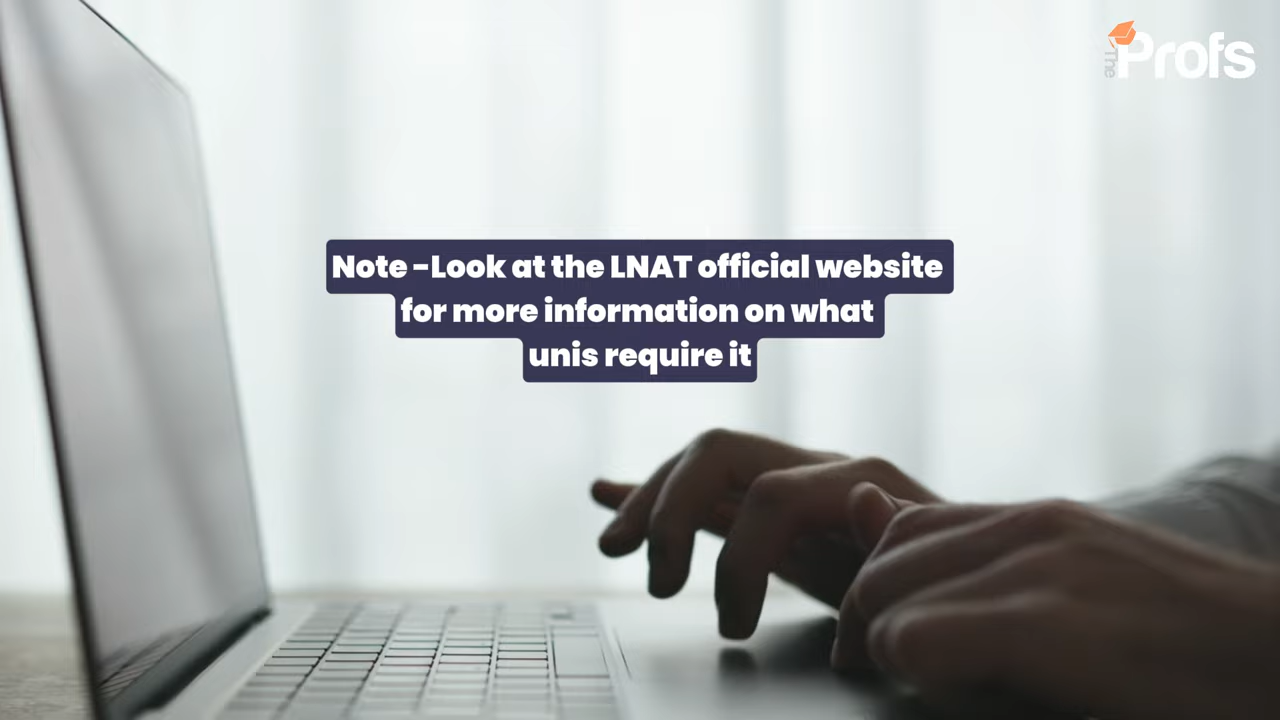 The Profs
Note -Look at the LNAT official website
for more information on what
unis require it